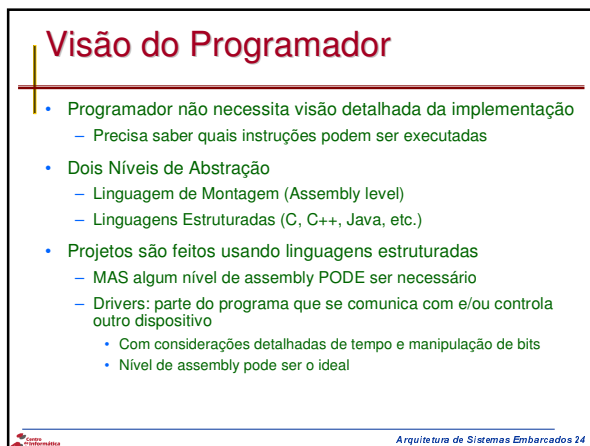 Visão do Programador
• Programador não necessita visão detalhada da implementação
– Precisa saber quais instruções podem ser executadas
• Dois Níveis de Abstração
– Linguagem de Montagem (Assembly level)
– Linguagens Estruturadas (C, C++, Java, etc.)
• Projetos são feitos usando linguagens estruturadas
– MAS algum nível de assembly PODE ser necessário
– Drivers: parte do programa que se comunica com e/ou controla
outro dispositivo
• Com considerações detalhadas de tempo e manipulação de bits
• Nível de assembly pode ser o ideal
Centro
de Informática
Arquitetura de Sistemas Embarcados 24